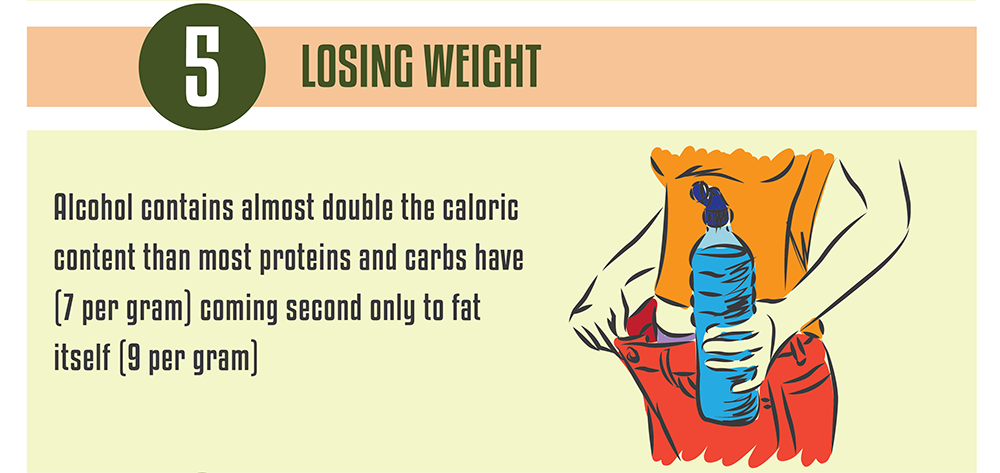 5
LOSING WEIGHT
Alcohol contains almost double the caloric
content than most proteins and carbs have
(7 per gram) coming second only to fat
itself (9 per gram)